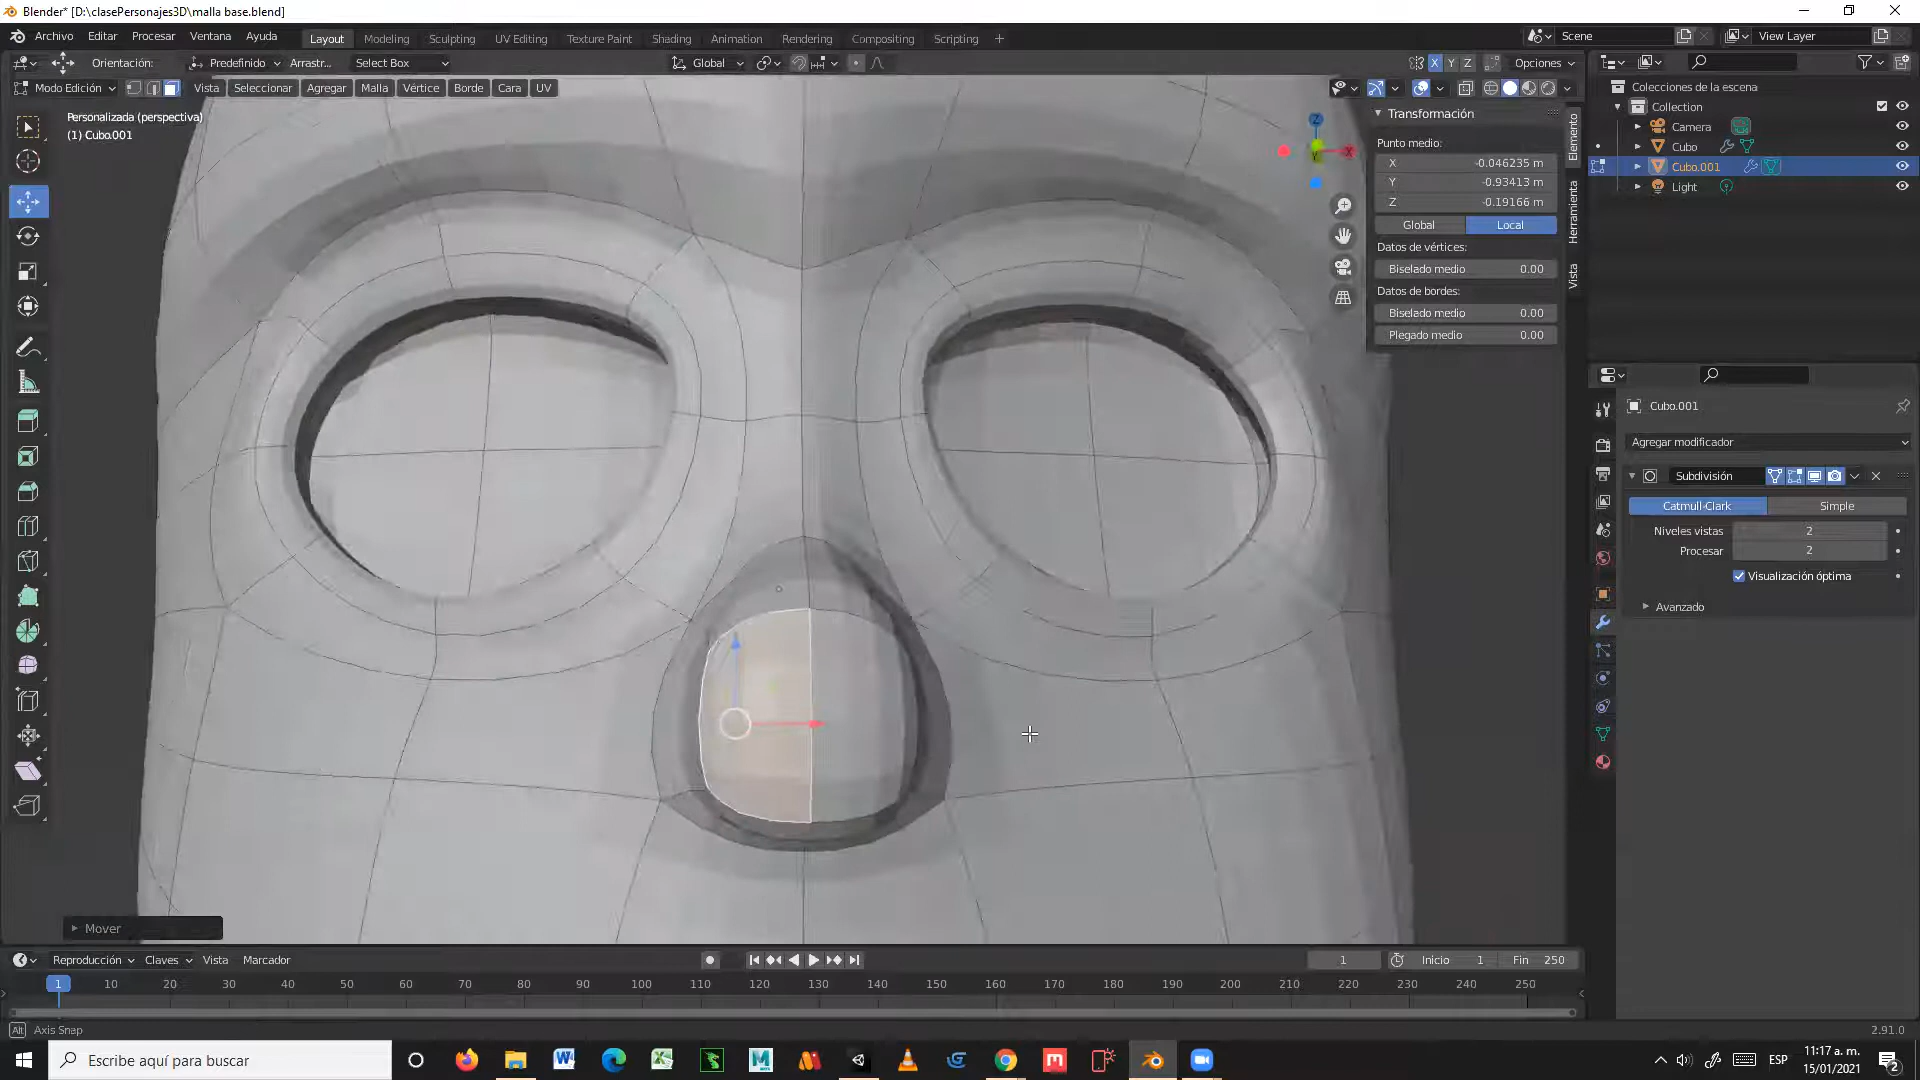 Blender* [D:\clasePersonajes3D\malla base.blend]
Archivo Editar Procesar Ventana Ayuda Layout Modeling Sculpting UV Editing Texture Paint Shading Animation Rendering Compositing Scripting + Scene View Layer
Orientación: Predefinido Arrastr... Select Box Global X Y Z Opciones
Modo Edición Vista Seleccionar Agregar Malla Vértice Borde Cara UV
Personalizada (perspectiva)
(1) Cubo.001
Z
X
Y
Transformación
Punto medio:
X -0.046235 m
Y -0.93413 m
Z -0.19166 m
Global Local
Datos de vértices:
Biselado medio 0.00
Datos de bordes:
Biselado medio 0.00
Plegado medio 0.00
Elemento
Herramienta
Vista
Colecciones de la escena
Collection
Camera
Cubo
Cubo.001
Light
Cubo.001
Agregar modificador
Subdivisión
Catmull-Clark Simple
Niveles vistas 2
Procesar 2
Visualización óptima
Avanzado
Mover
Reproducción Claves Vista Marcador 1 Inicio 1 Fin 250
1 10 20 30 40 50 60 70 80 90 100 110 120 130 140 150 160 170 180 190 200 210 220 230 240 250
Alt Axis Snap 2.91.0
Escribe aquí para buscar
ESP
11:17 a. m.
15/01/2021
2